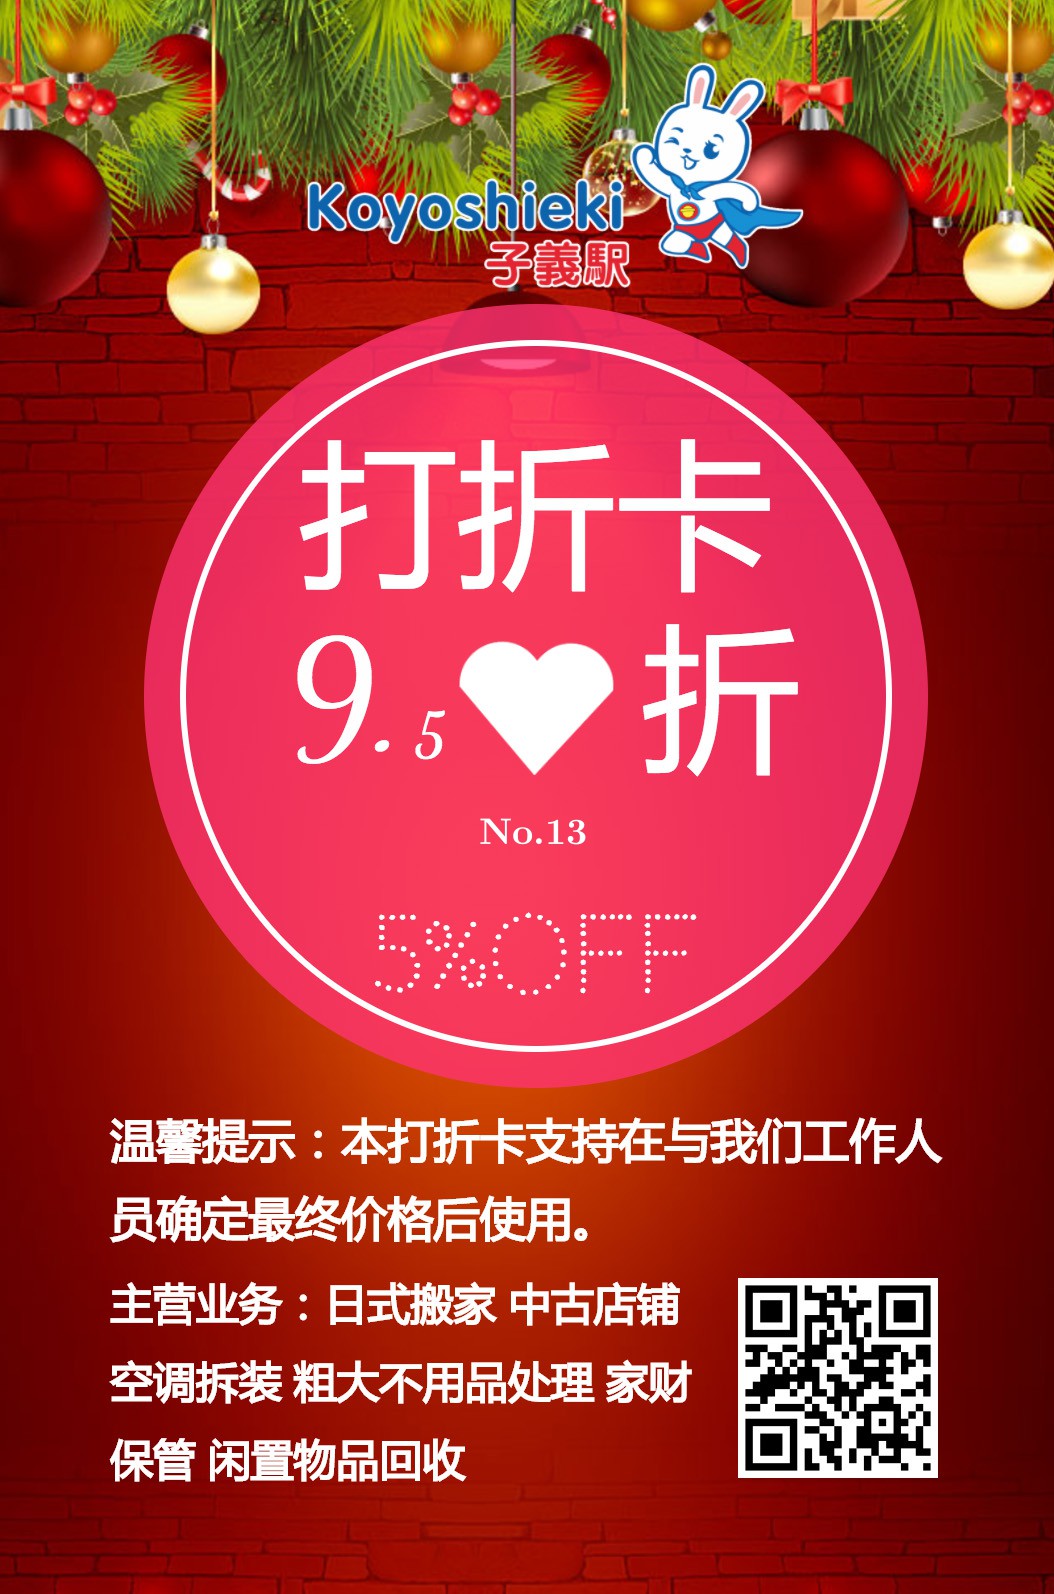 Koyoshieki
子義駅
打折卡
9.5 折
No.13
5%OFF
温馨提示：本打折卡支持在与我们工作人
员确定最终价格后使用。
主营业务：日式搬家 中古店铺
空调拆装 粗大不用品处理 家财
保管 闲置物品回收